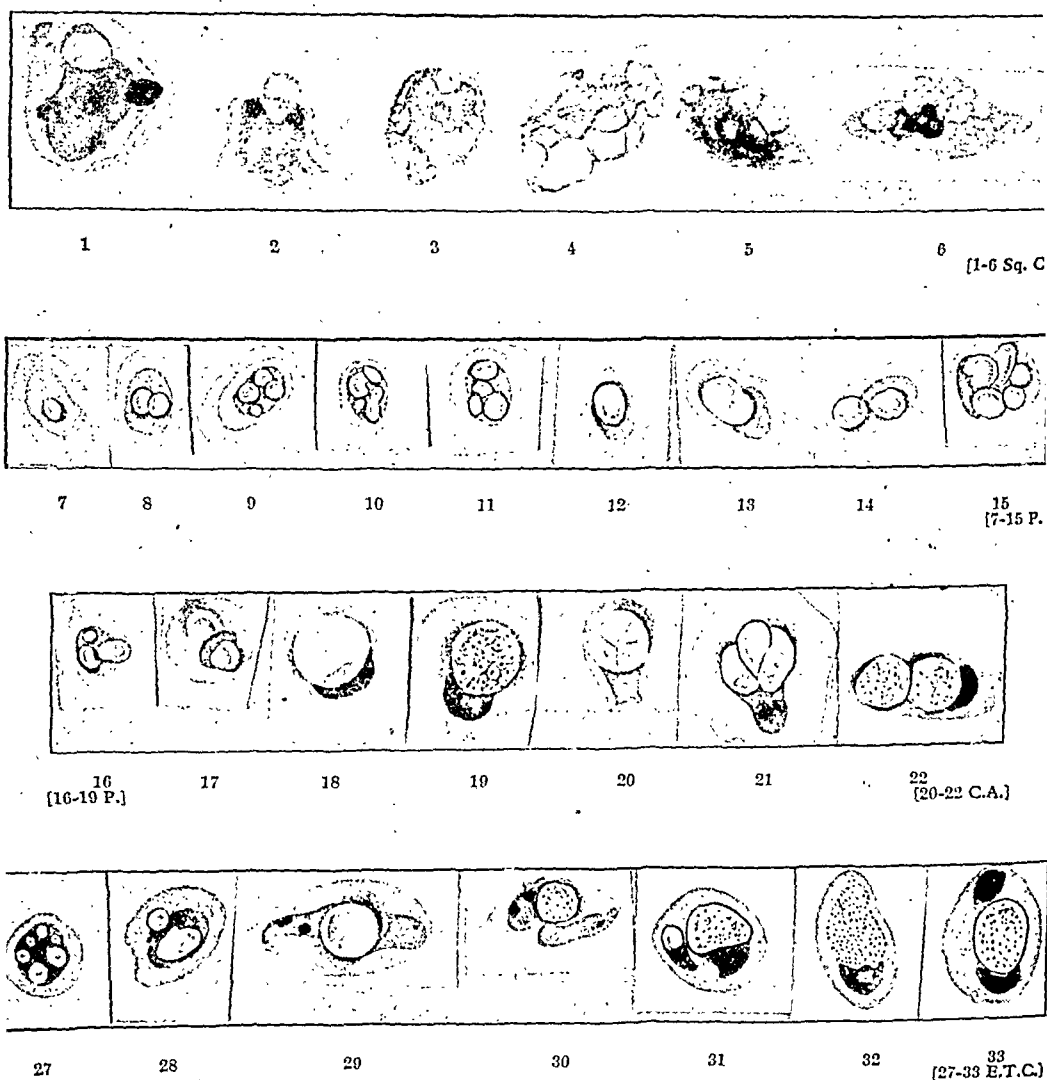 1 2 3 4 5 6
[1-6 Sq. C
7 8 9 10 11 12 13 14 15
[7-15 P.
16 17 18 19 20 21 22
[16-19 P.] [20-22 C.A.]
27 28 29 30 31 32 33
[27-33 E.T.C.]